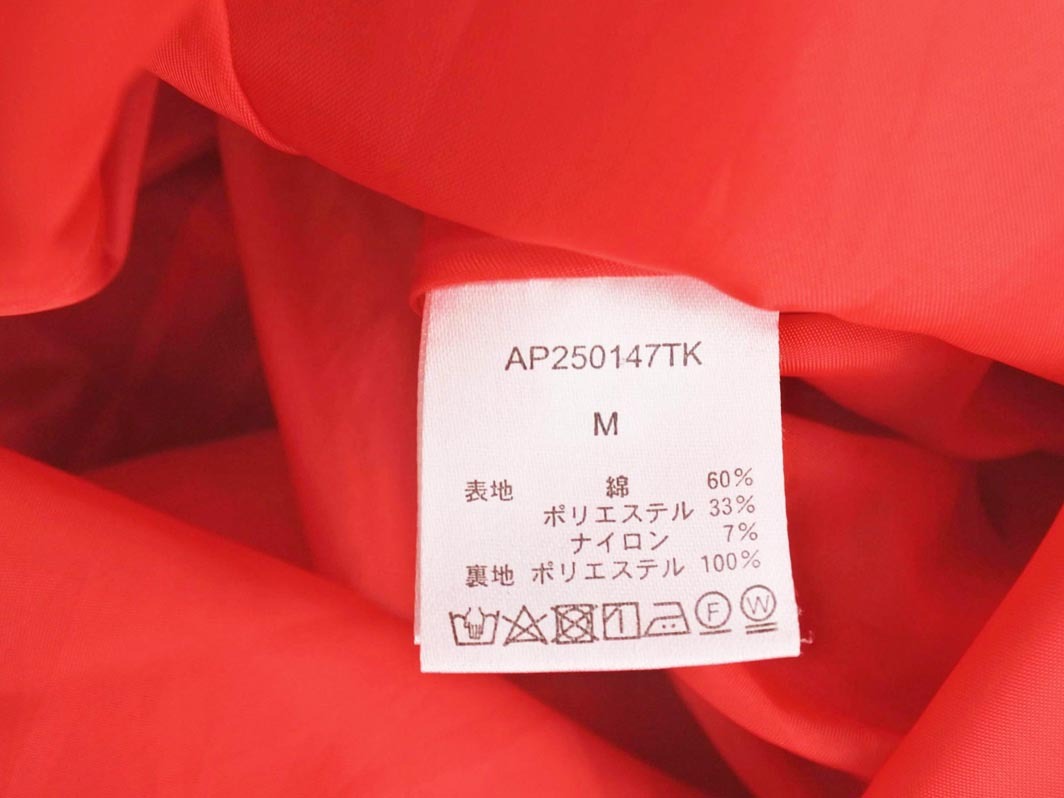 AP250147TK
M
表地 綿 60%
ポリエステル 33%
ナイロン 7%
裏地 ポリエステル 100%
F W